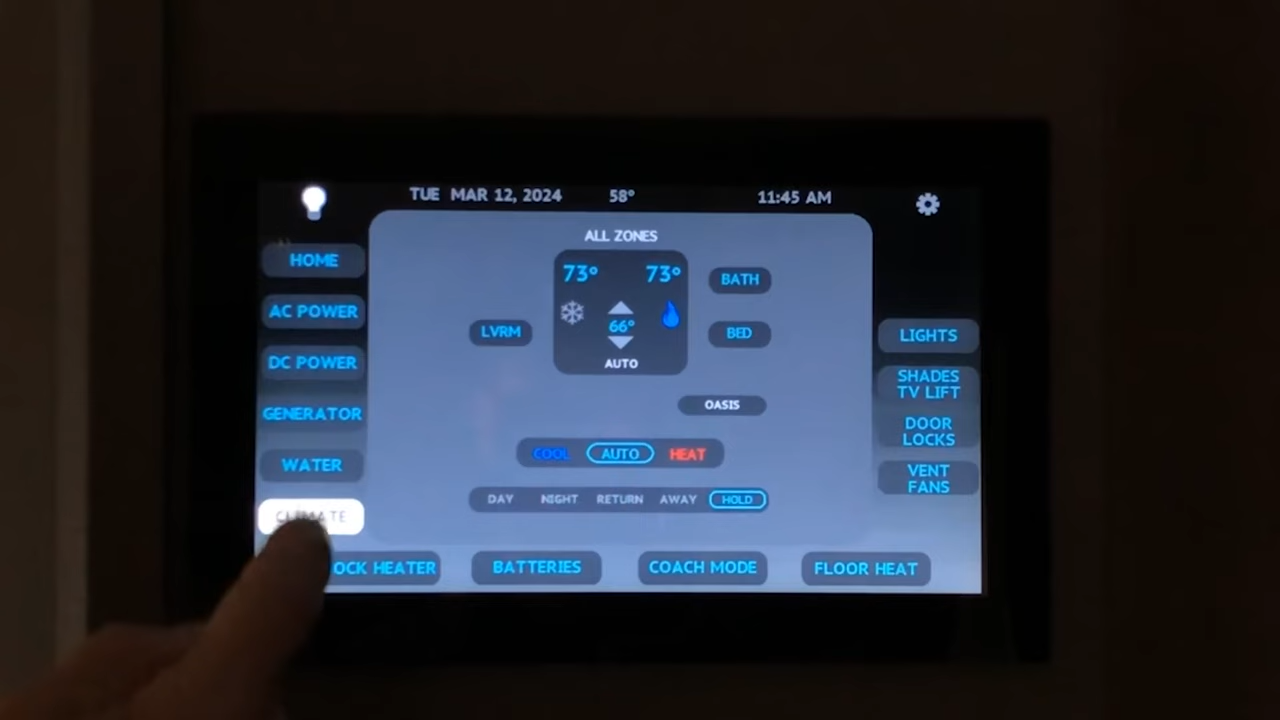 TUE MAR 12, 2024 58° 11:45 AM
ALL ZONES
HOME
AC POWER
DC POWER
GENERATOR
WATER
CLIMATE
73° 73°
66°
AUTO
LVRM
BATH
BED
OASIS
COOL AUTO HEAT
DAY NIGHT RETURN AWAY HOLD
LIGHTS
SHADES
TV LIFT
DOOR
LOCKS
VENT
FANS
HEATER
BATTERIES
COACH MODE
FLOOR HEAT